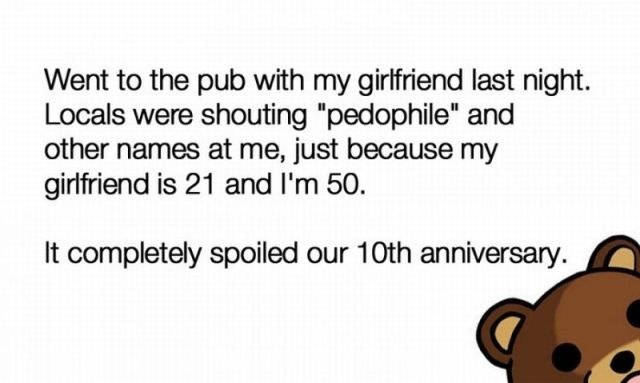 Went to the pub with my girlfriend last night.
Locals were shouting "pedophile" and
other names at me, just because my
girlfriend is 21 and I'm 50.
It completely spoiled our 10th anniversary.